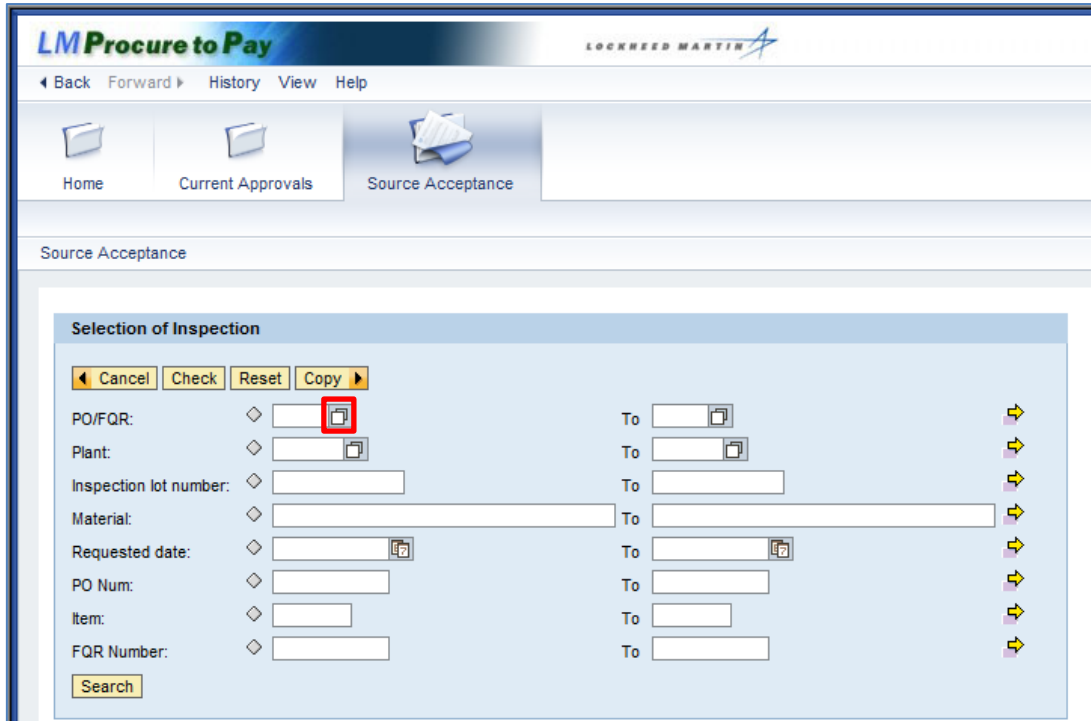 LM Procure to Pay LOCKHEED MARTIN
Back Forward History View Help
Home Current Approvals Source Acceptance
Source Acceptance
Selection of Inspection
Cancel Check Reset Copy
PO/FQR: To
Plant: To
Inspection lot number: To
Material: To
Requested date: To
PO Num: To
Item: To
FQR Number: To
Search